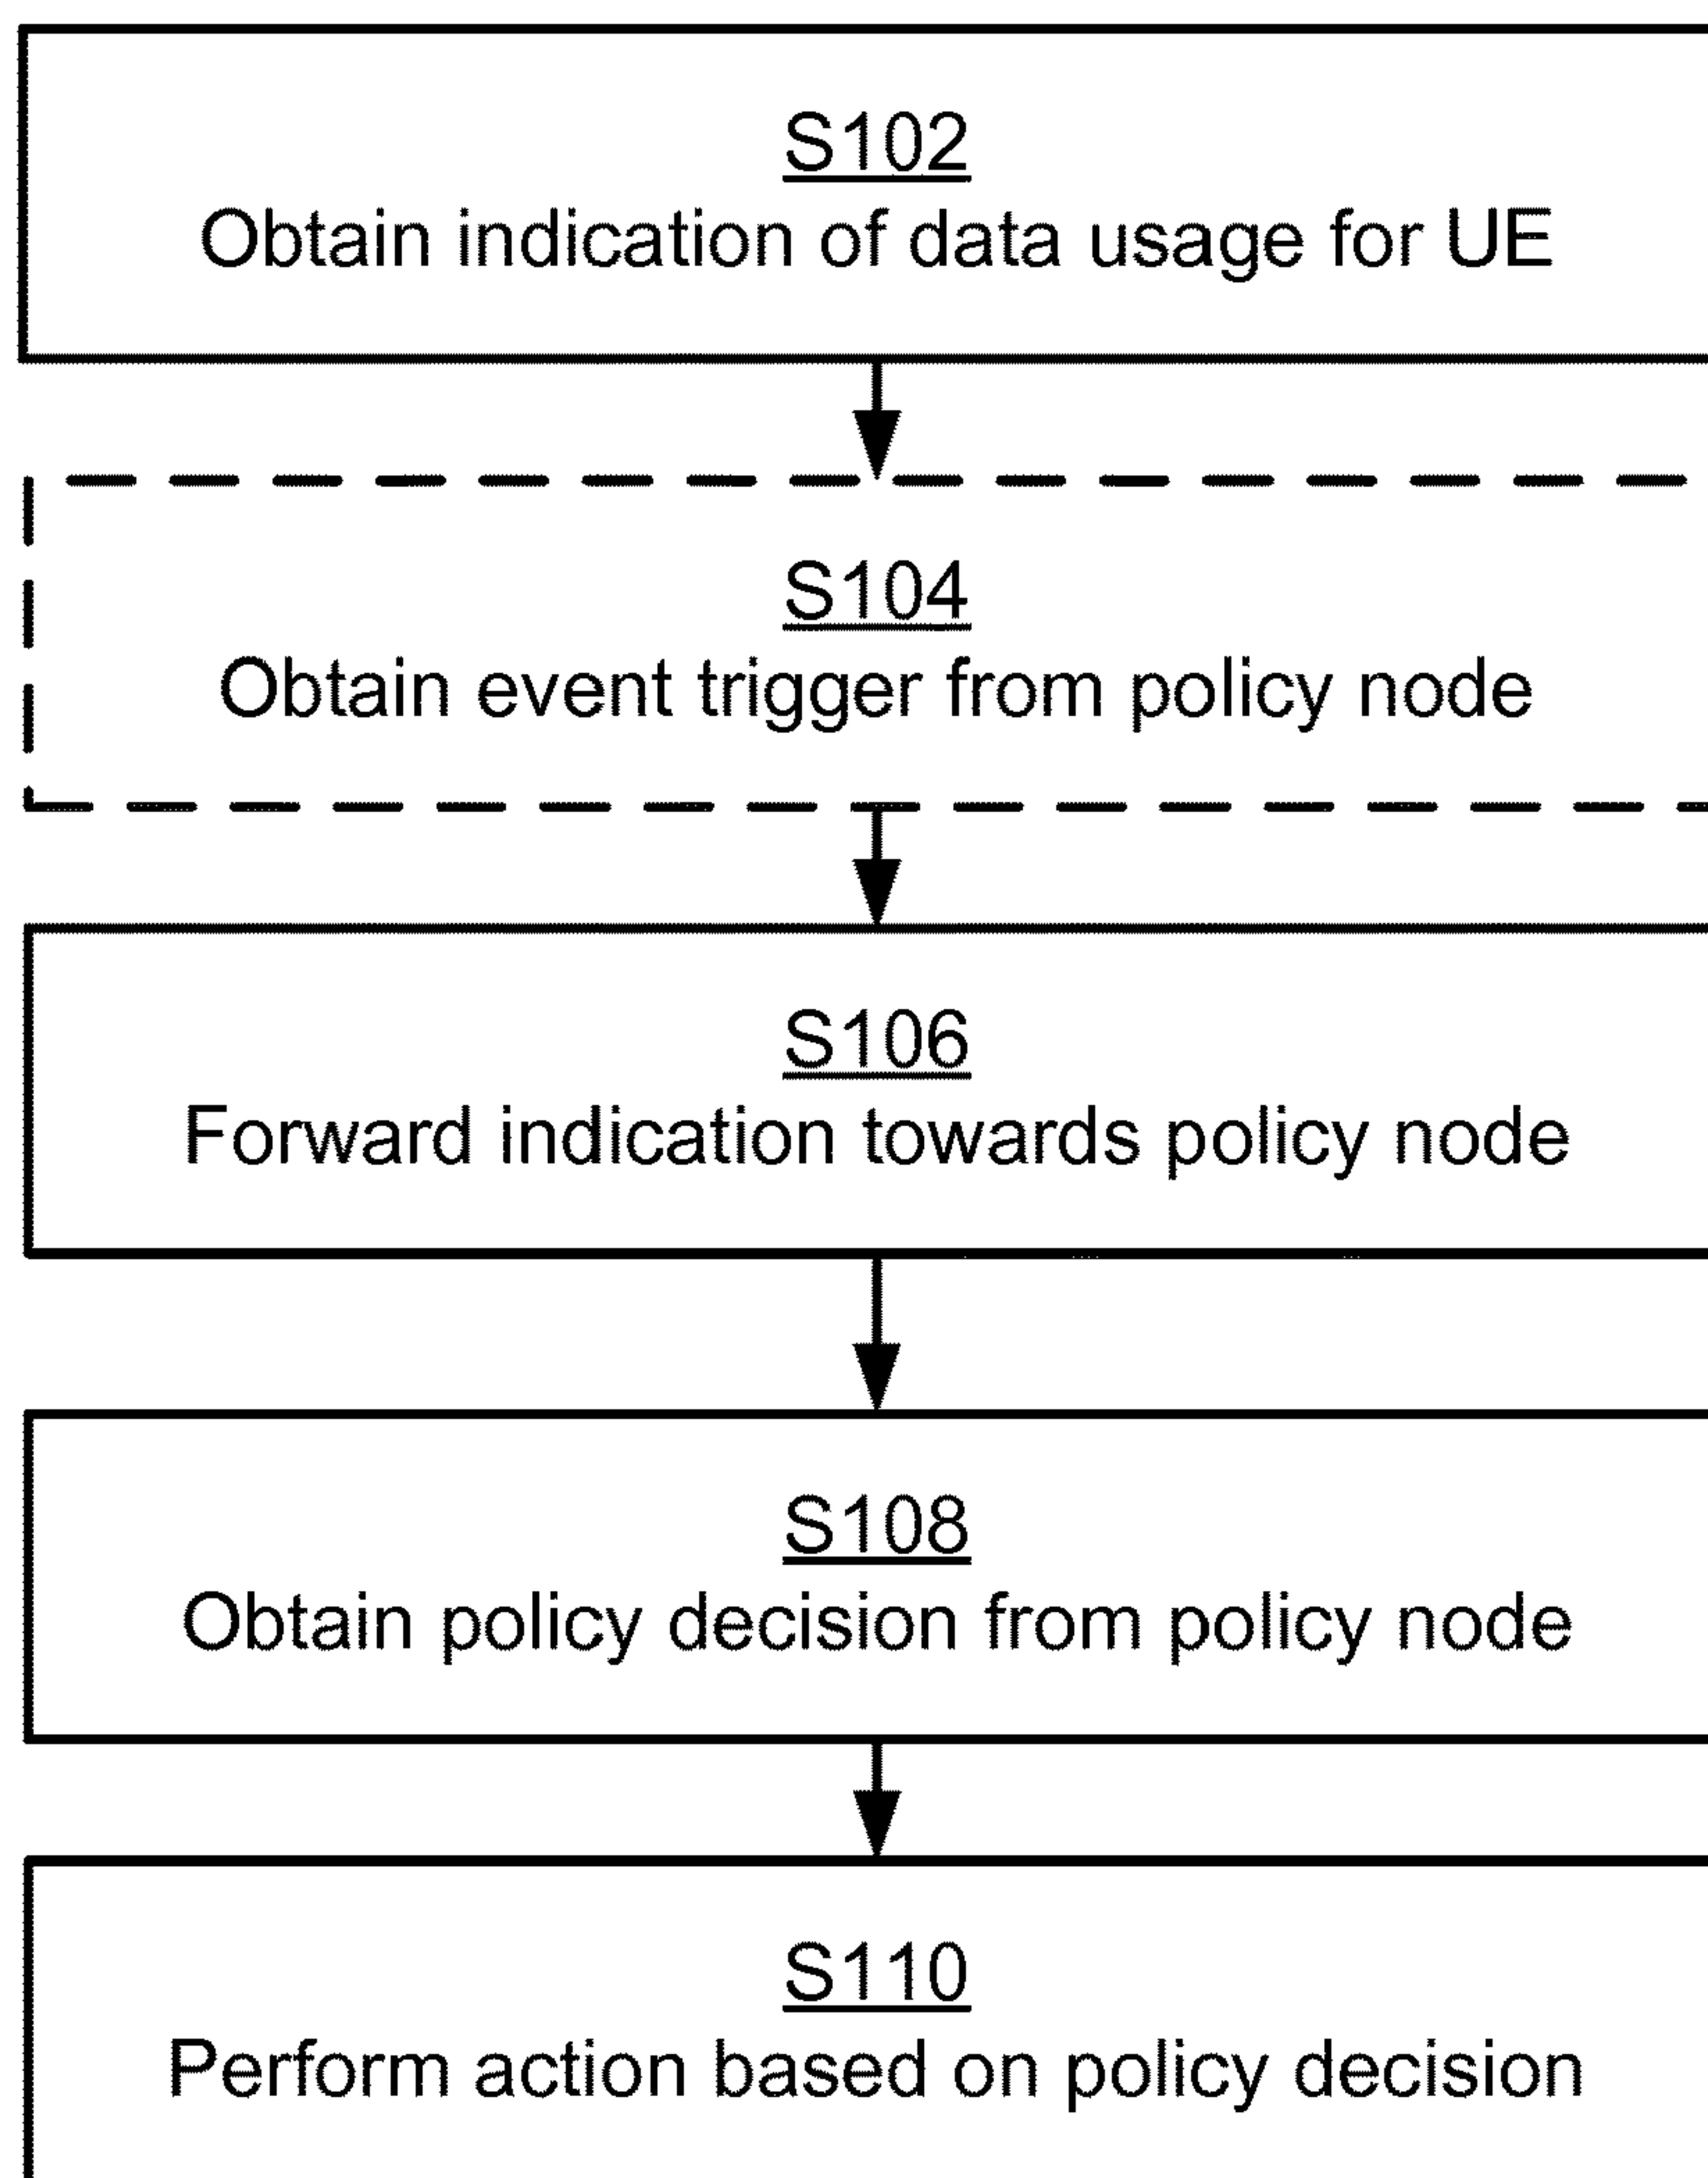 S102
Obtain indication of data usage for UE
S104
Obtain event trigger from policy node
S106
Forward indication towards policy node
S108
Obtain policy decision from policy node
S110
Perform action based on policy decision